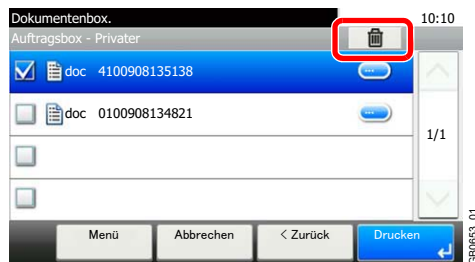 Dokumentenbox. 10:10
Auftragsbox - Privater
doc 4100908135138
doc 0100908134821
1/1
Menü Abbrechen < Zurück Drucken
GB0653_01